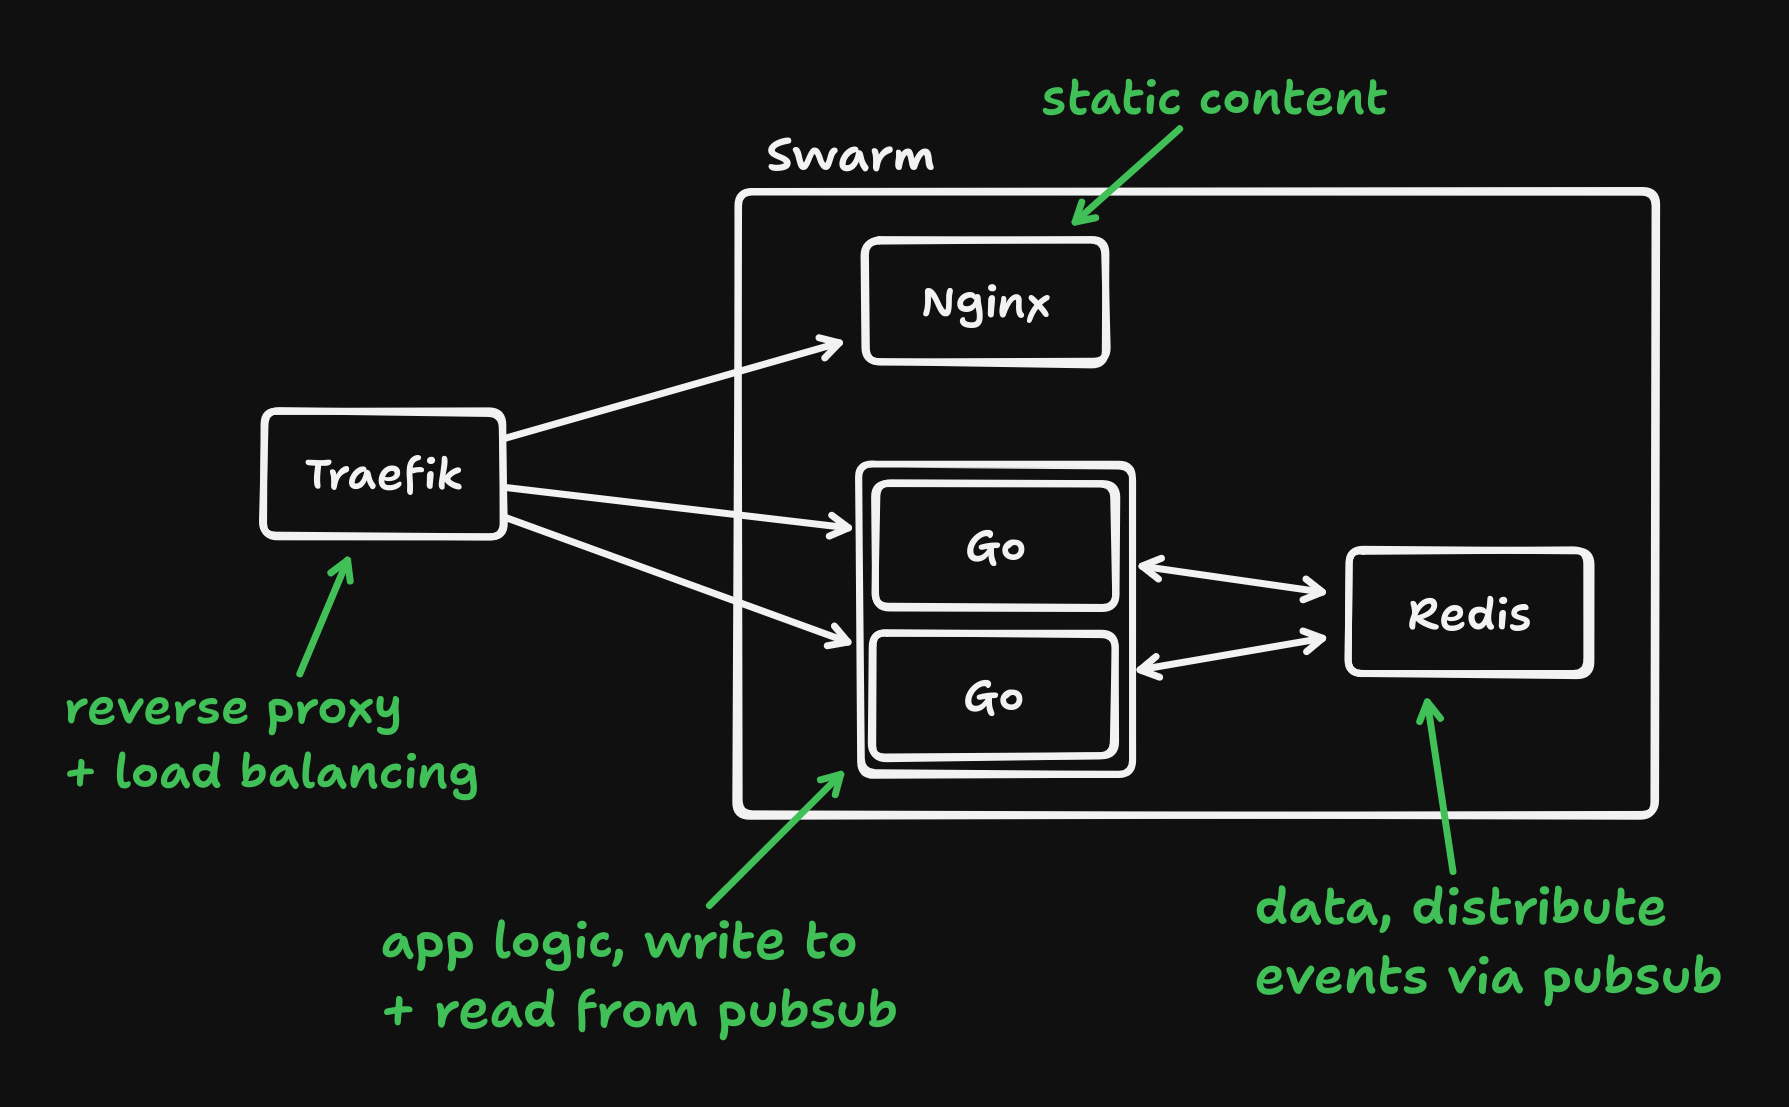 static content
Swarm
Nginx
Traefik
Go
Redis
Go
reverse proxy
+ load balancing
app logic, write to
+ read from pubsub
data, distribute
events via pubsub